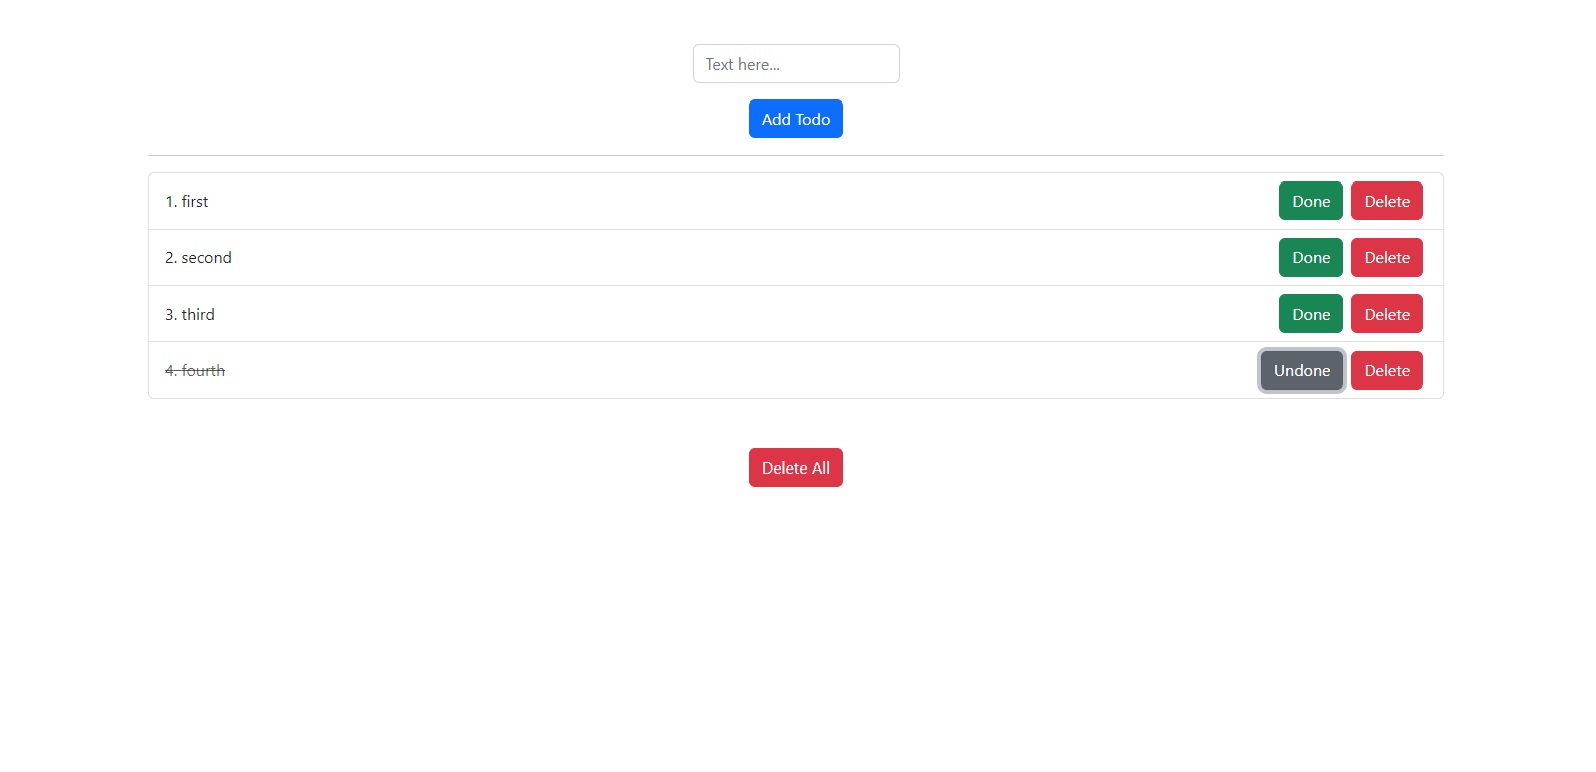 Text here...
Add Todo
1. first Done Delete
2. second Done Delete
3. third Done Delete
4. fourth Undone Delete
Delete All